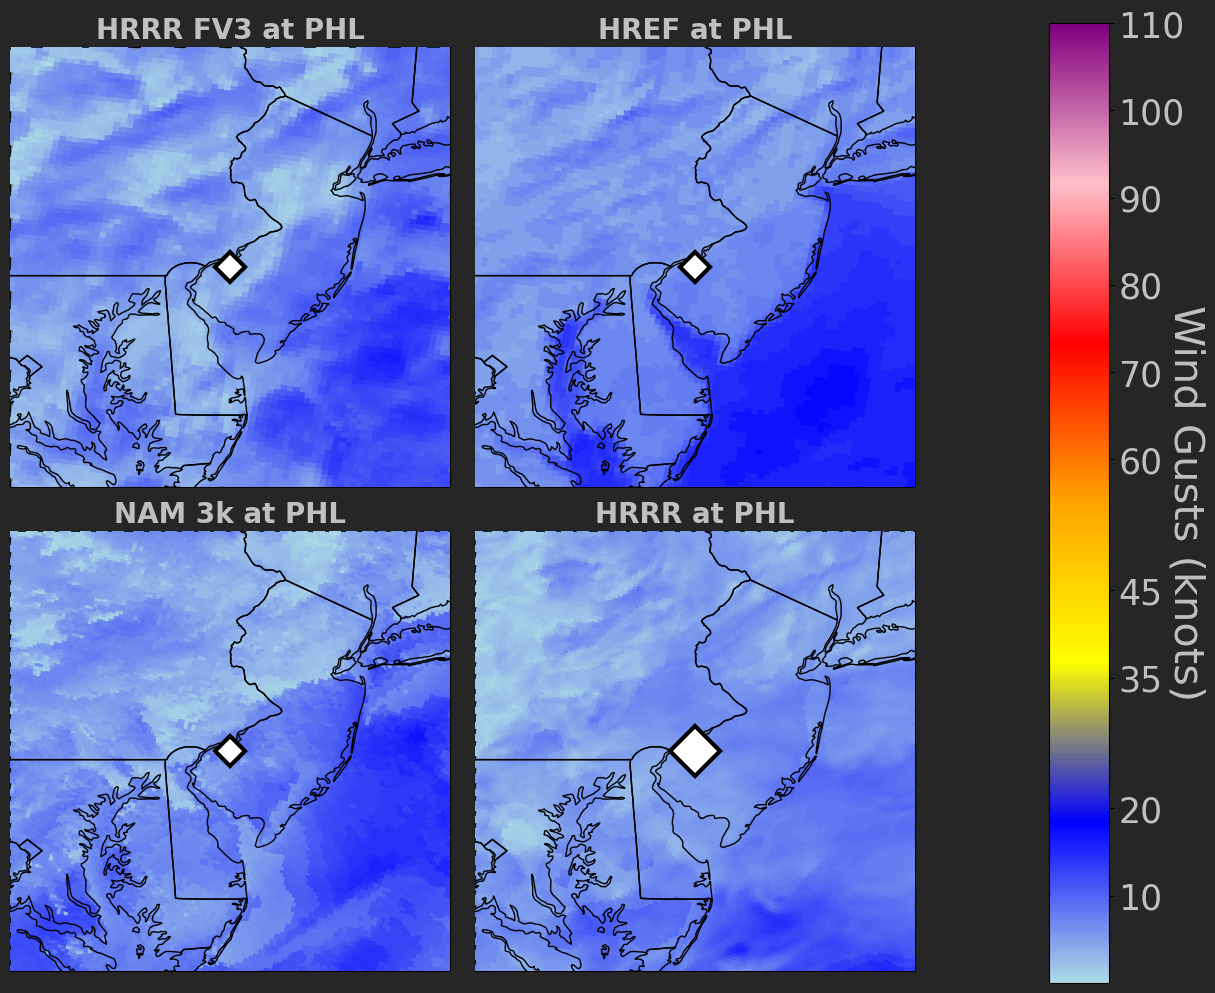 HRRR FV3 at PHL
HREF at PHL
NAM 3k at PHL
HRRR at PHL
110
100
90
80
70
60
45
35
20
10
Wind Gusts (knots)